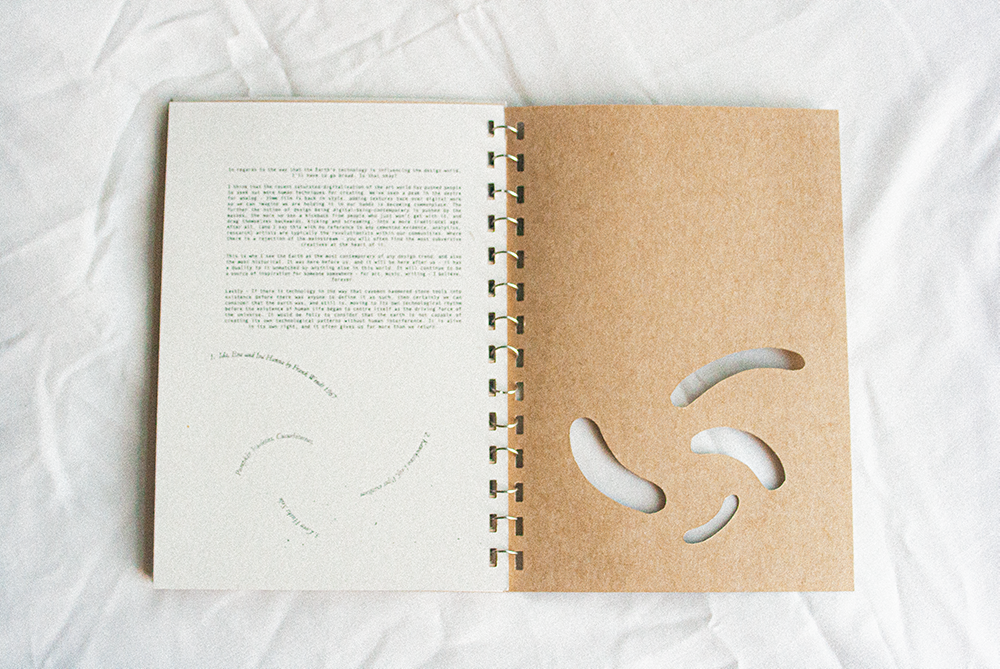 In regards to the way that the Earth's technology is influencing the design world,
I'll have to go broad. Is that okay?
I think that the recent saturated digitalisation of the art world has pushed people
to seek out more human techniques for creating. We've seen a peak in the desire
for analog - 35mm film is back in style, adding textures back over digital work
so we can imagine we are holding it in our hands is becoming commonplace. The
further the notion of design being digital-being-contemporary is pushed by the
masses, the more we see a kickback from people who just won't get with it, and
drag themselves backwards, kicking and screaming, into a more traditional age.
After all, (and I say this with no reference to any cemented evidence, analytics,
research) artists are typically the revolutionists within our communities. Where
there is a rejection of the mainstream - you will often find the most subversive
creations at the heart of it.
This is why I see the Earth as the most contemporary of any design trend, and also
the most historical. It was here before us, and it will be here after us - it has
a quality to it unmatched by anything else in this world. It will continue to be
a source of inspiration for someone somewhere - for art, music, writing - I believe,
forever.
Lastly - If there is technology in the way that cavemen hammered stone tools into
existence before there was anyone to define it as such, then certainly we can
consider that the earth was, and still is, moving to its own technological rhythm
before the existence of human life began to centre itself as the driving force of
the universe. It would be folly to consider that the earth is not capable of
creating its own technological patterns without human interference. It is alive
in its own right, and it often gives us far more than we return.
1. Ida, Eva and Ina Hannis by Frank Wendt 1267
2.
3. Love Heart, Ida